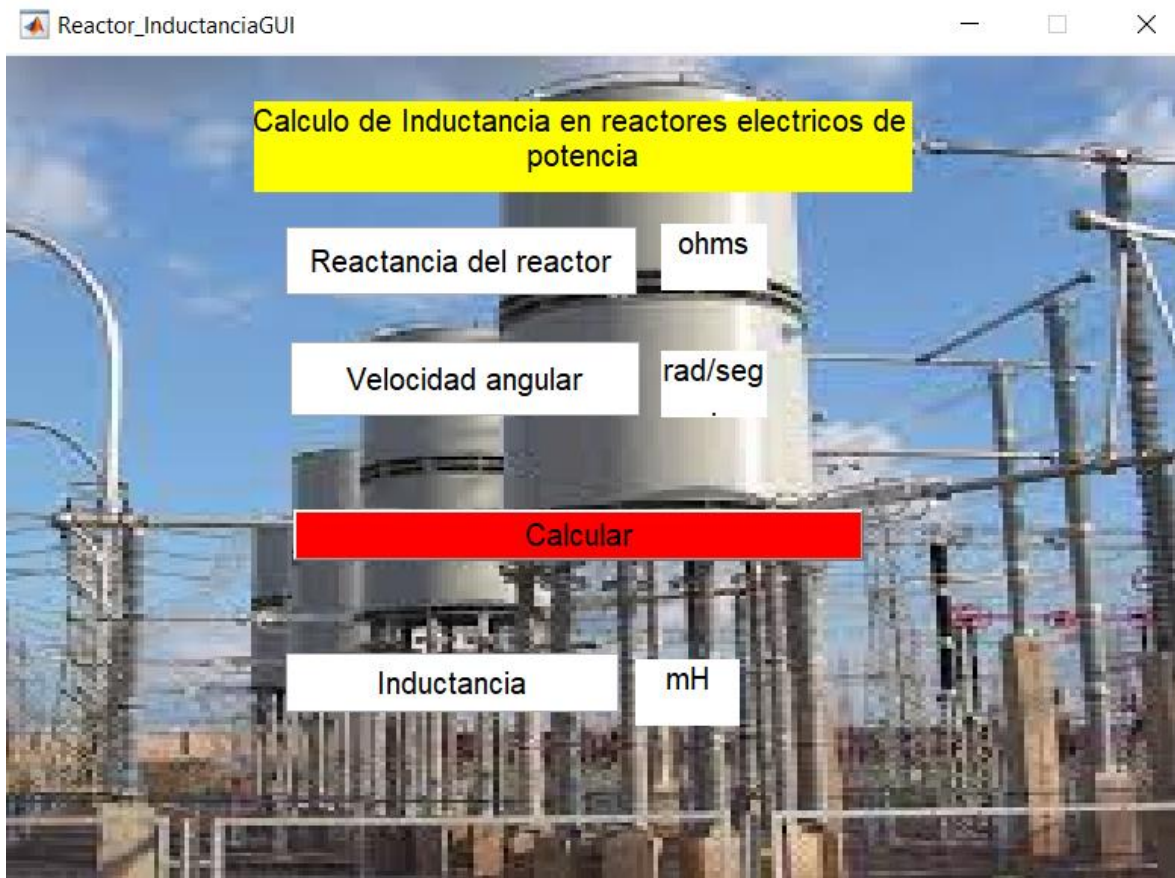 Reactor_InductanciaGUI
Calculo de Inductancia en reactores electricos de
potencia
Reactancia del reactor
ohms
Velocidad angular
rad/seg
.
Calcular
Inductancia
mH